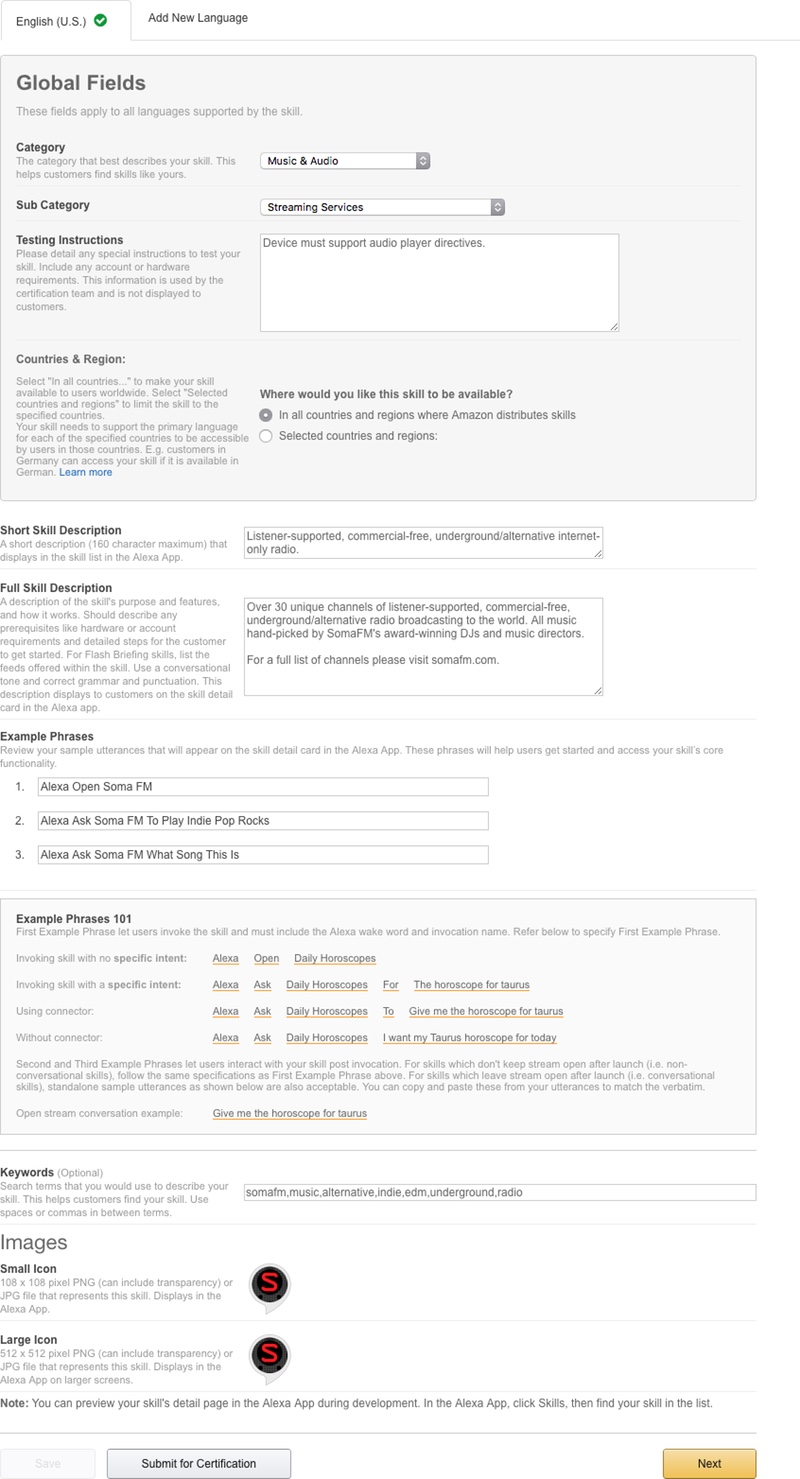 English (U.S.)
Add New Language
Global Fields
These fields apply to all languages supported by the skill.
Category
The category that best describes your skill. This
helps customers find skills like yours.
Music & Audio
Sub Category
Streaming Services
Testing Instructions
Please detail any special instructions to test your
skill. Include any account or hardware
requirements. This information is used by the
certification team and is not displayed to
customers.
Device must support audio player directives.
Countries & Region:
Select "In all countries..." to make your skill
available to users worldwide. Select "Selected
countries and regions" to limit the skill to the
specified countries.
Your skill needs to support the primary language
for each of the specified countries to be accessible
by users in those countries. E.g. customers in
Germany can access your skill if it is available in
German. Learn more
Where would you like this skill to be available?
In all countries and regions where Amazon distributes skills
Selected countries and regions:
Short Skill Description
A short description (160 character maximum) that
displays in the skill list in the Alexa App.
Listener-supported, commercial-free, underground/alternative internet-
only radio.
Full Skill Description
A description of the skill's purpose and features,
and how it works. Should describe any
prerequisites like hardware or account
requirements and detailed steps for the customer
to get started. For Flash Briefing skills, list the
feeds offered within the skill. Use a conversational
tone and correct grammar and punctuation. This
description displays to customers on the skill detail
card in the Alexa app.
Over 30 unique channels of listener-supported, commercial-free,
underground/alternative radio broadcasting to the world. All music
hand-picked by SomaFM's award-winning DJs and music directors.
For a full list of channels please visit somafm.com.
Example Phrases
Review your sample utterances that will appear on the skill detail card in the Alexa App. These phrases will help users get started and access your skill's core
functionality.
1. Alexa Open Soma FM
2. Alexa Ask Soma FM To Play Indie Pop Rocks
3. Alexa Ask Soma FM What Song This Is
Example Phrases 101
First Example Phrase let users invoke the skill and must include the Alexa wake word and invocation name. Refer below to specify First Example Phrase.
Invoking skill with no specific intent: Alexa Open Daily Horoscopes
Invoking skill with a specific intent: Alexa Ask Daily Horoscopes For The horoscope for taurus
Using connector: Alexa Ask Daily Horoscopes To Give me the horoscope for taurus
Without connector: Alexa Ask Daily Horoscopes I want my Taurus horoscope for today
Second and Third Example Phrases let users interact with your skill post invocation. For skills which don't keep stream open after launch (i.e. non-
conversational skills), follow the same specifications as First Example Phrase above. For skills which leave stream open after launch (i.e. conversational
skills), standalone sample utterances as shown below are also acceptable. You can copy and paste these from your utterances to match the verbatim.
Open stream conversation example: Give me the horoscope for taurus
Keywords (Optional)
Search terms that you would use to describe your
skill. This helps customers find your skill. Use
spaces or commas in between terms.
somafm,music,alternative,indie,edm,underground,radio
Images
Small Icon
108 x 108 pixel PNG (can include transparency) or
JPG file that represents this skill. Displays in the
Alexa App.
S
Large Icon
512 x 512 pixel PNG (can include transparency) or
JPG file that represents this skill. Displays in the
Alexa App on larger screens.
S
Note: You can preview your skill's detail page in the Alexa App during development. In the Alexa App, click Skills, then find your skill in the list.
Save
Submit for Certification
Next